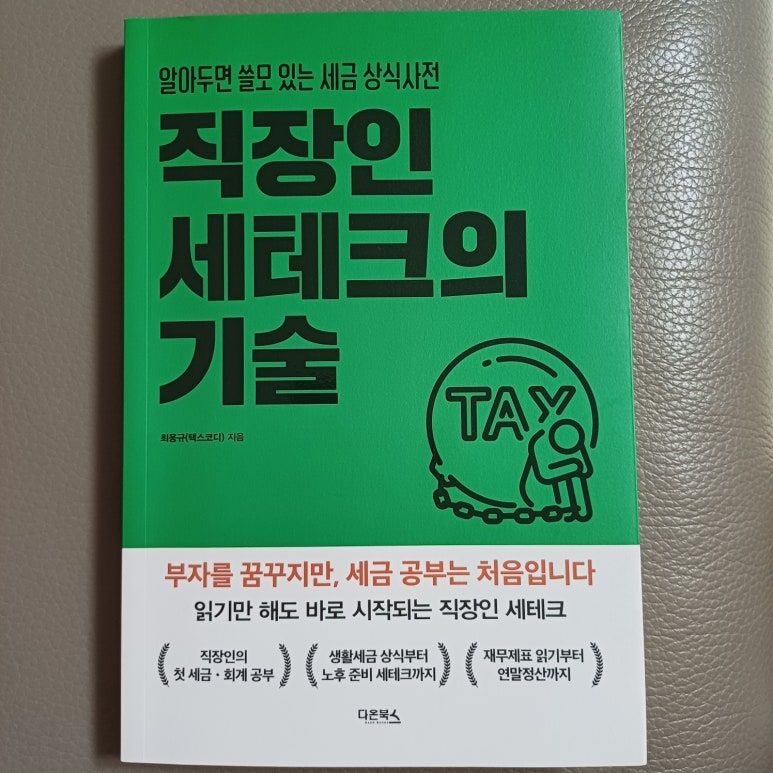 알아두면 쓸모 있는 세금 상식사전
직장인
세테크의
기술
최용규(택스코디) 지음
TAX
부자를 꿈꾸지만, 세금 공부는 처음입니다
읽기만 해도 바로 시작되는 직장인 세테크
직장인의
첫 세금·회계 공부
생활세금 상식부터
노후 준비 세테크까지
재무제표 읽기부터
연말정산까지
다온북스